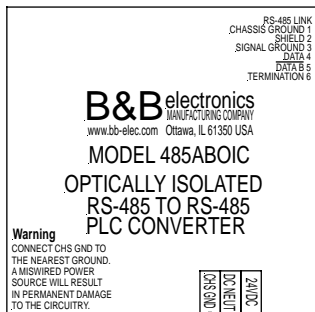 RS-485 LINK
CHASSIS GROUND 1
SHIELD 2
SIGNAL GROUND 3
DATA 4
DATA B 5
TERMINATION 6
B&B electronics
MANUFACTURING COMPANY
www.bb-elec.com Ottawa, IL 61350 USA
MODEL 485ABOIC
OPTICALLY ISOLATED
RS-485 TO RS-485
PLC CONVERTER
Warning
CONNECT CHS GND TO
THE NEAREST GROUND.
A MISWIRED POWER
SOURCE WILL RESULT
IN PERMANENT DAMAGE
TO THE CIRCUITRY.
24VDC
DC NEUT
CHS GND